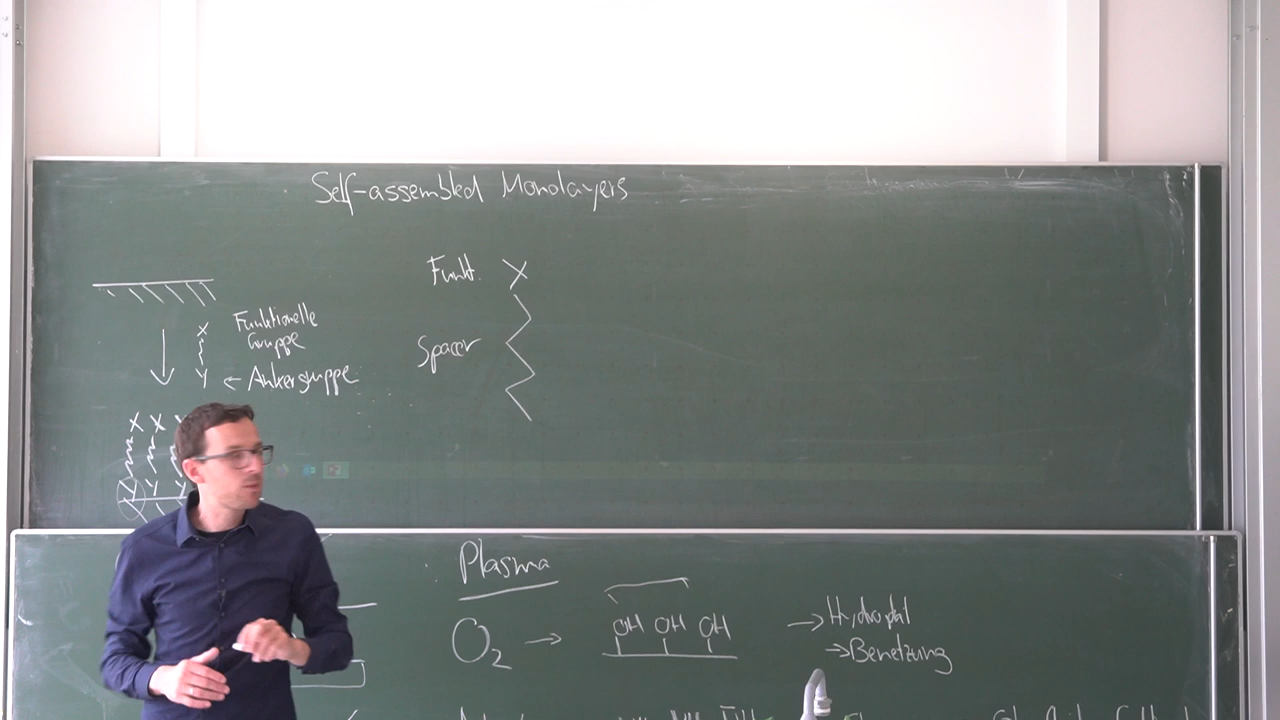 Self-assembled Monolayers
Funkt. X
Spacer
X Funktionelle
Gruppe
Y ← Ankergruppe
X X
Y Y
Plasma
O2 → OH OH OH → Hydrophil
→ Benetzung